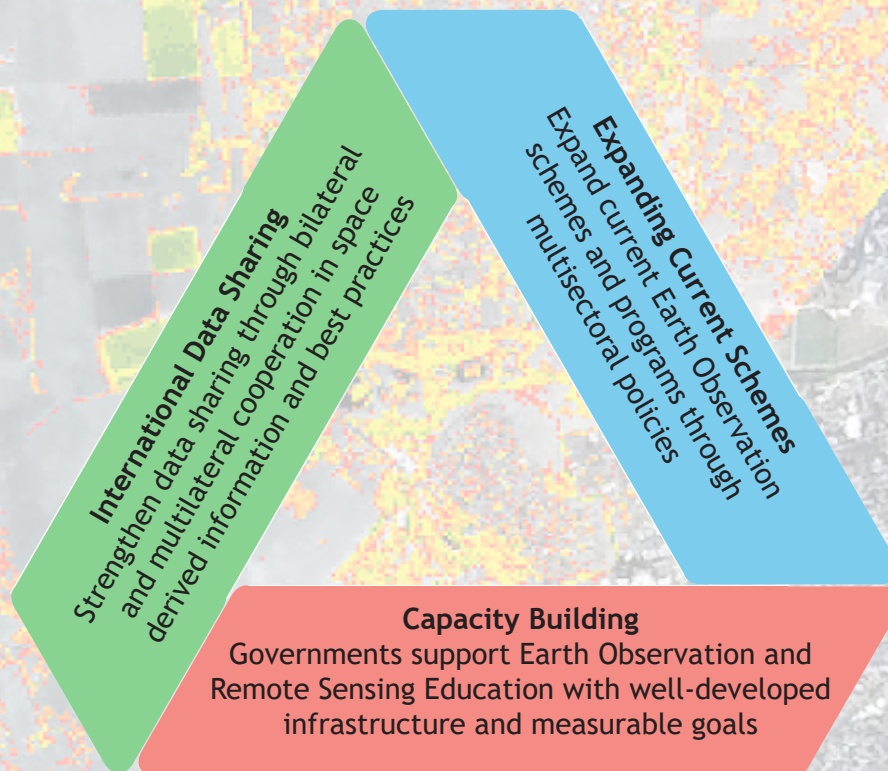 International Data Sharing
Strengthen data sharing through bilateral
and multilateral cooperation in space
derived information and best practices
Expanding Current Schemes
Expand current Earth Observation
schemes and programs through
multisectoral policies
Capacity Building
Governments support Earth Observation and
Remote Sensing Education with well-developed
infrastructure and measurable goals